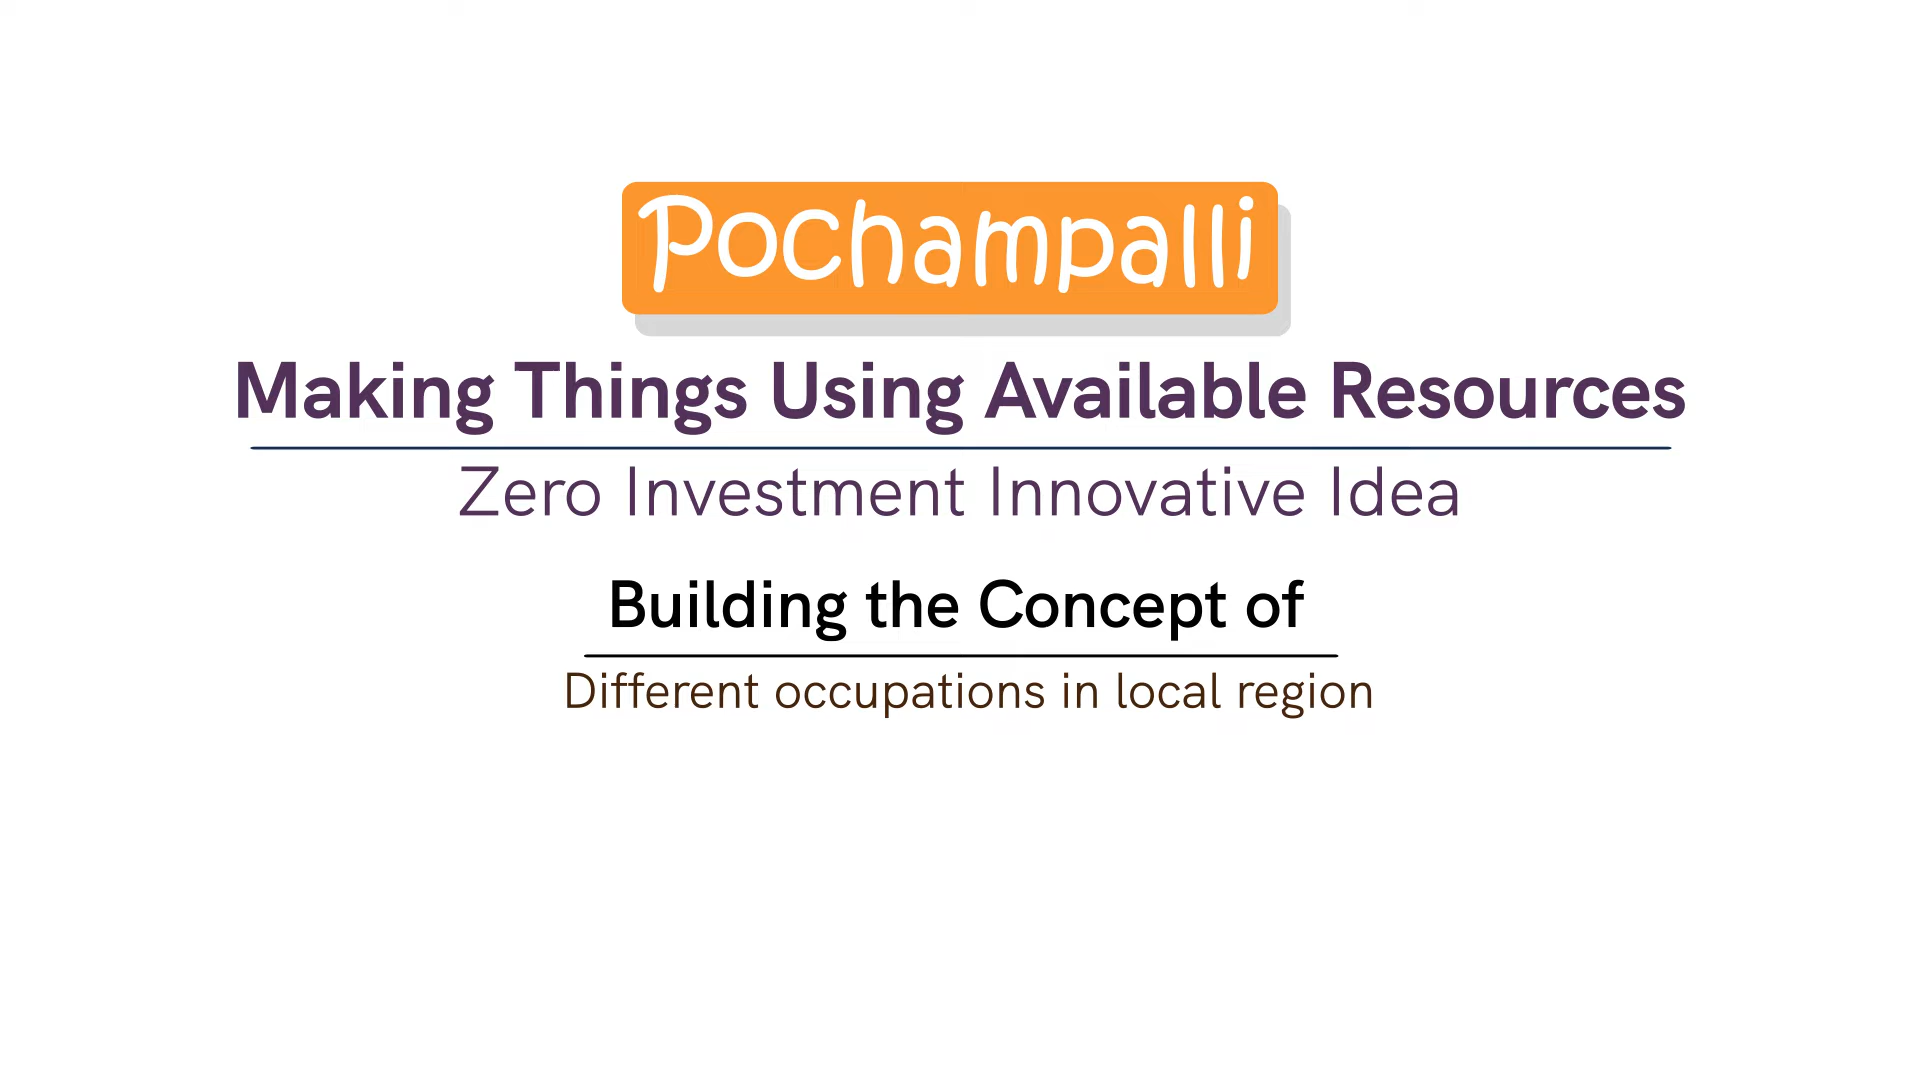 Pochampalli
Making Things Using Available Resources
Zero Investment Innovative Idea
Building the Concept of
Different occupations in local region